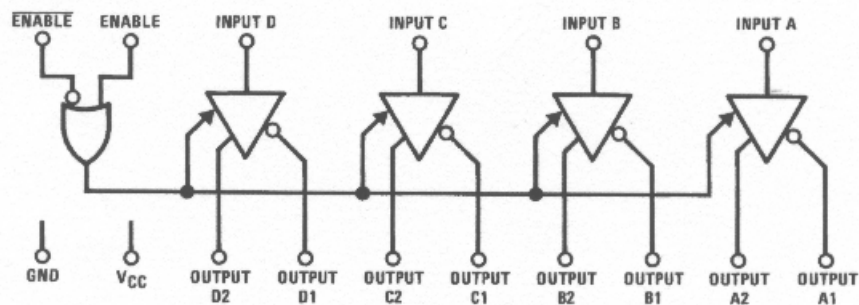 ENABLE ENABLE INPUT D INPUT C INPUT B INPUT A
GND VCC OUTPUT D2 OUTPUT D1 OUTPUT C2 OUTPUT C1 OUTPUT B2 OUTPUT B1 OUTPUT A2 OUTPUT A1